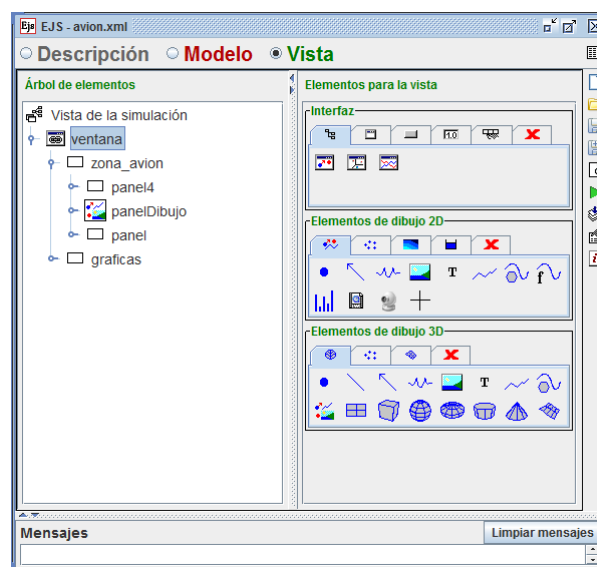 Ejs EJS - avion.xml
Descripción Modelo Vista
Árbol de elementos
Vista de la simulación
ventana
zona_avion
panel4
panelDibujo
panel
graficas
Elementos para la vista
Interfaz
Elementos de dibujo 2D
T
f
Elementos de dibujo 3D
T
Mensajes
Limpiar mensajes